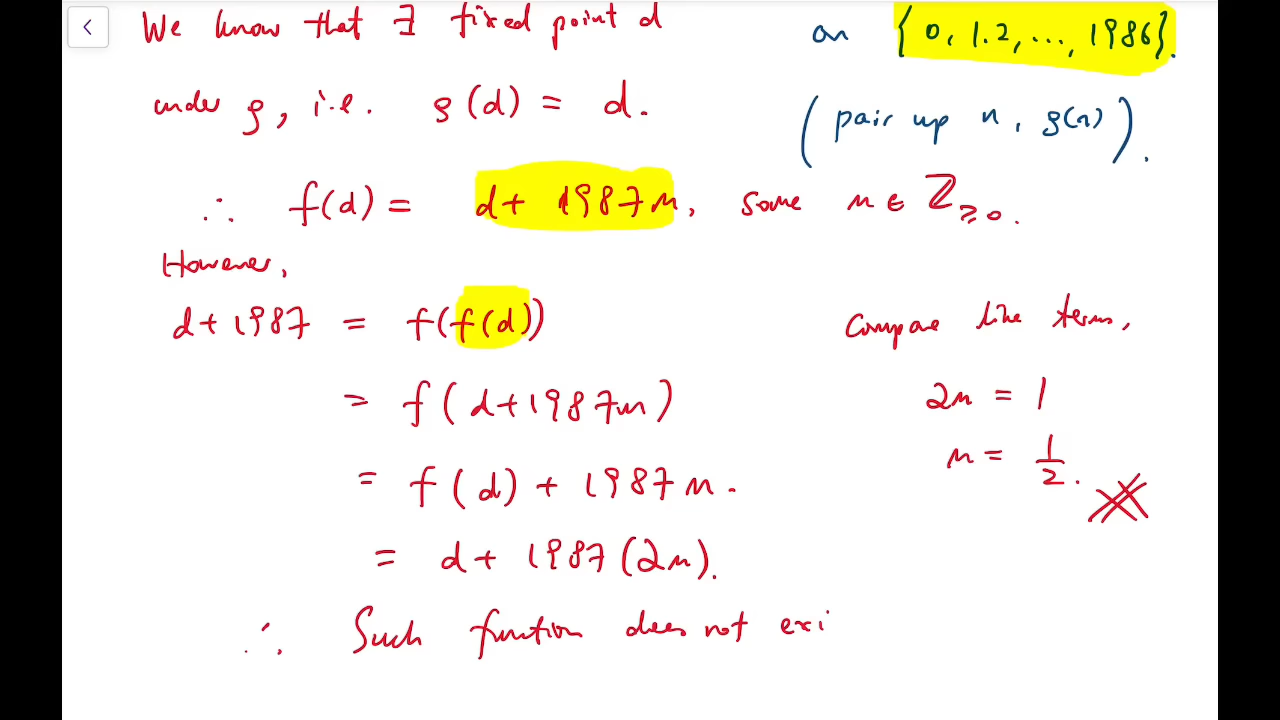 We know that ∃ fixed point d
under g, i.e. g(d) = d.
on {0, 1.2, ..., 1986}.
(pair up n, g(n)).
∴ f(d) = d + 1987m, some m ∈ ℤ≥0.
However,
d+1987 = f(f(d))
= f(d+1987m)
= f(d) + 1987m.
= d + 1987(2m).
Compare like terms,
2m = 1
m = 1/2.
∴ Such function does not exi